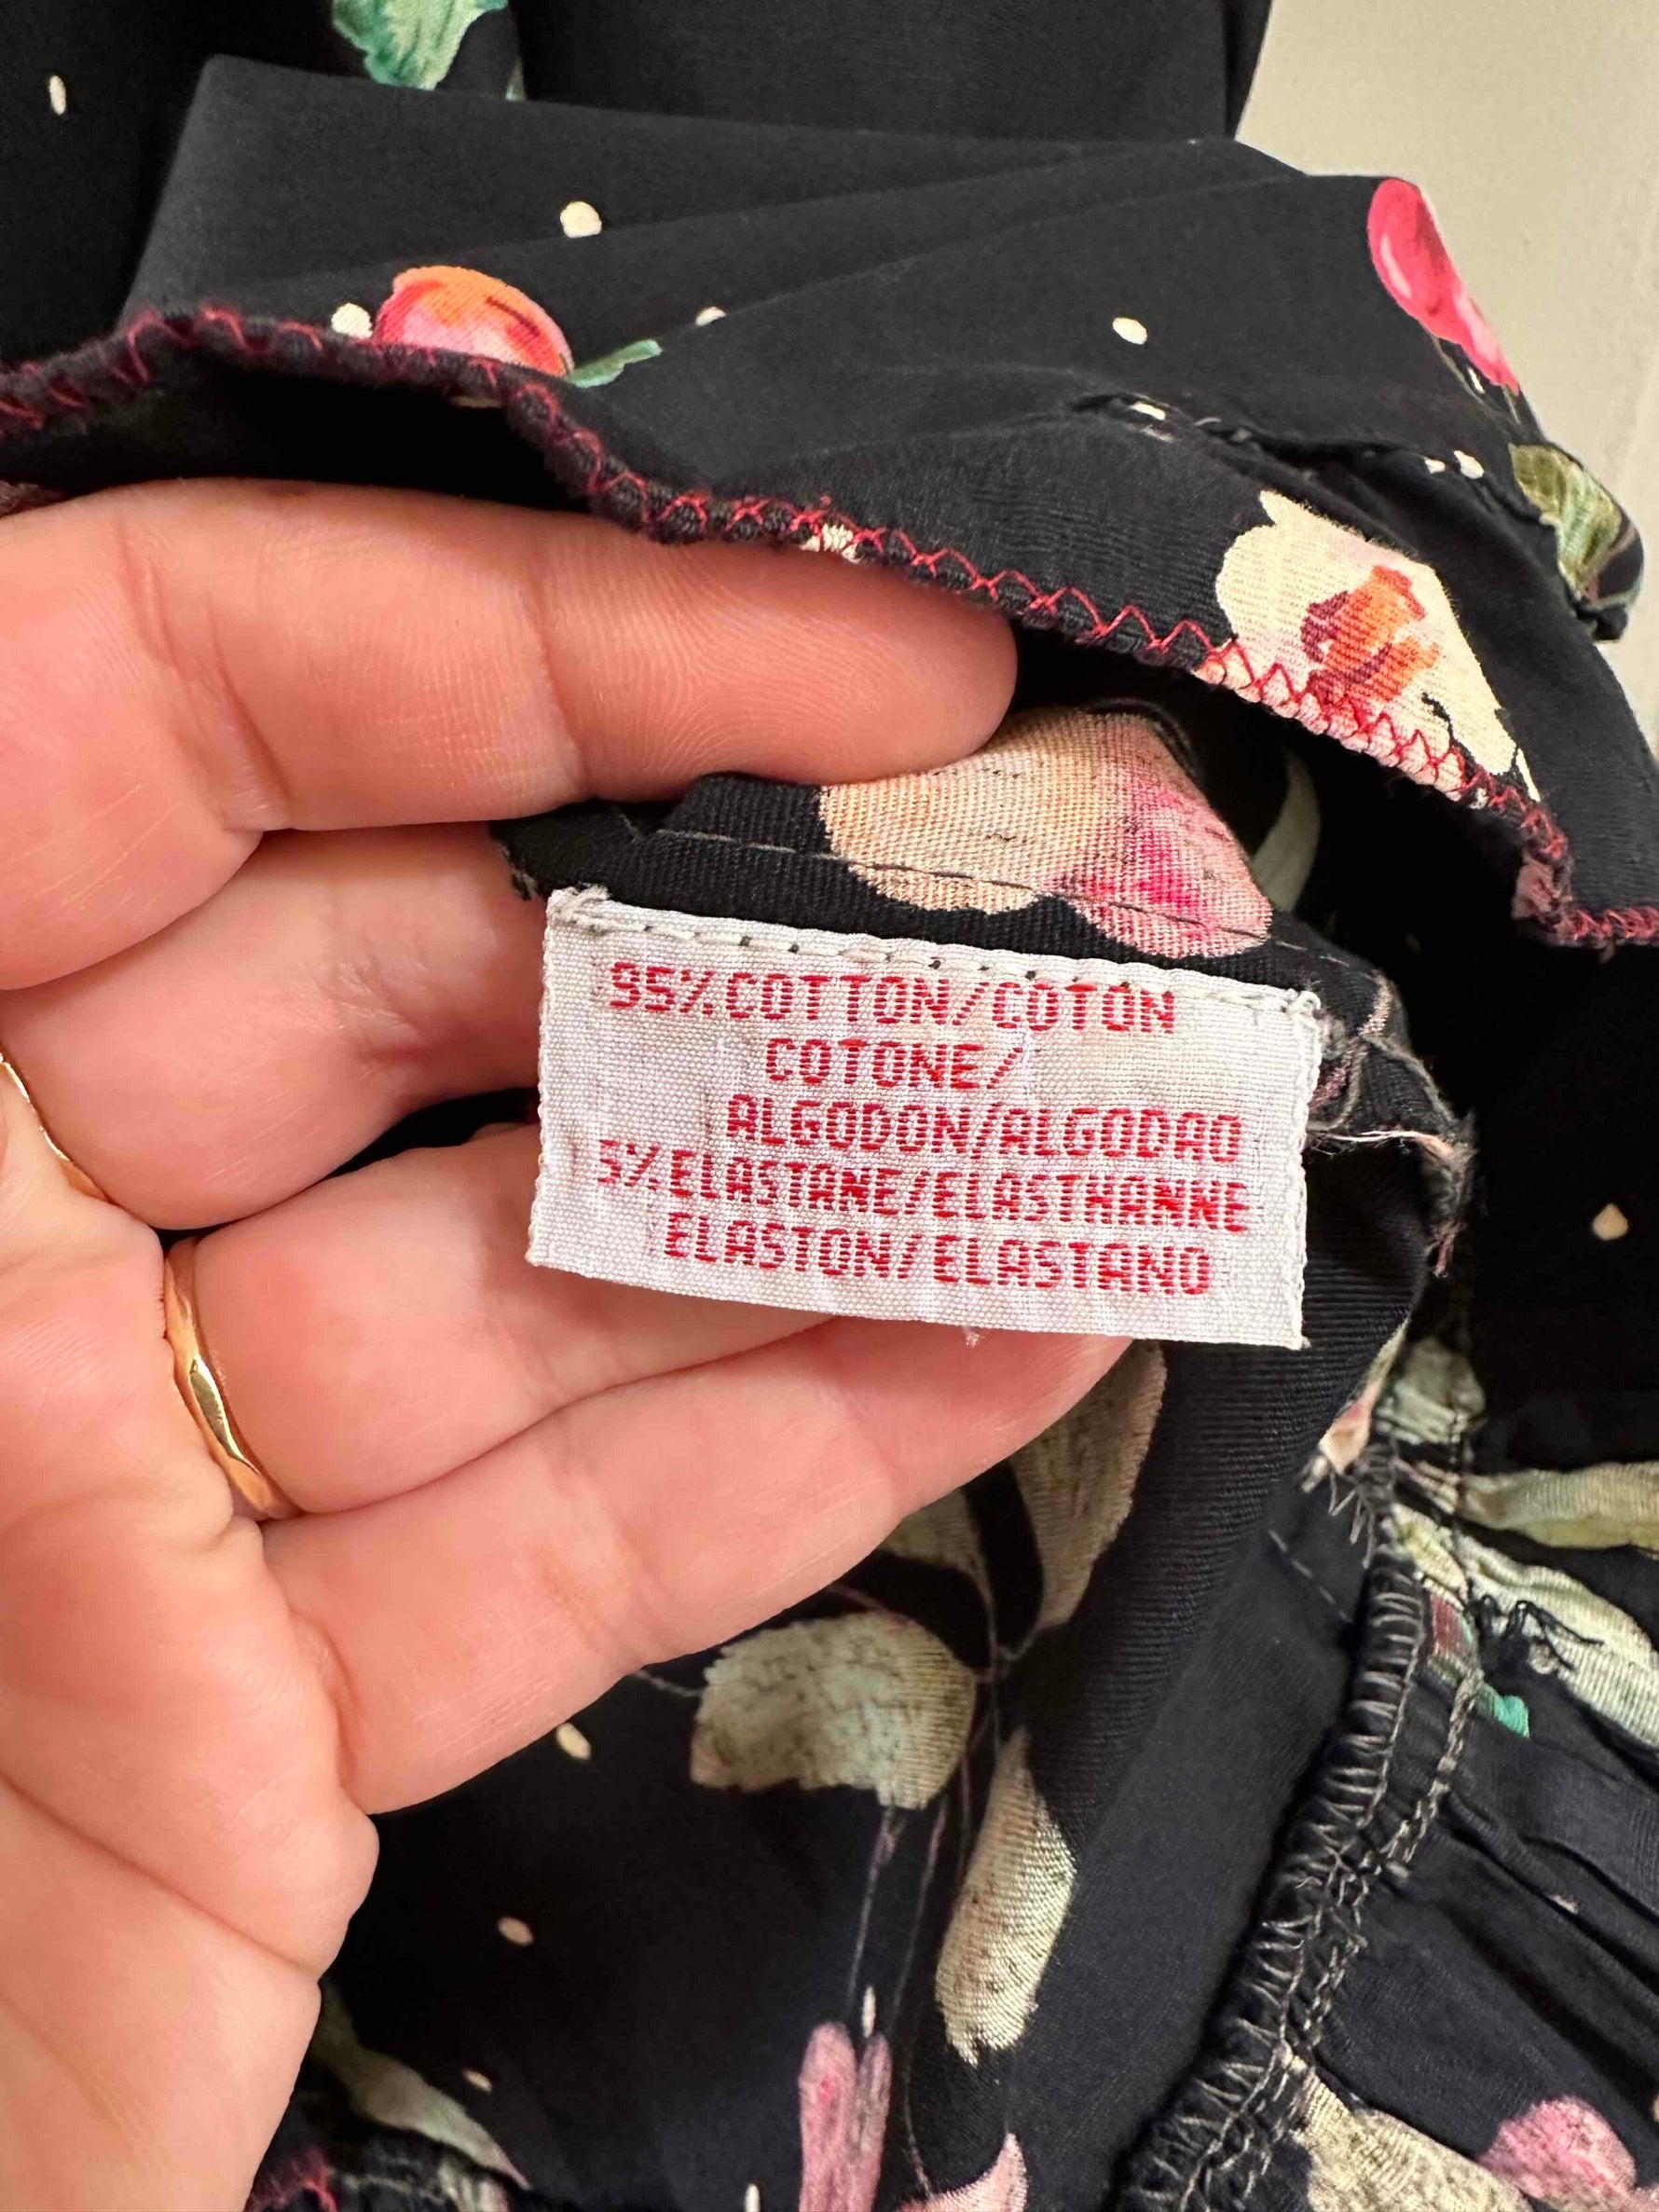 95% COTTON/COTON
COTONE/
ALGODON/ALGODAO
5% ELASTANE/ELASTHANNE
ELASTON/ELASTANO